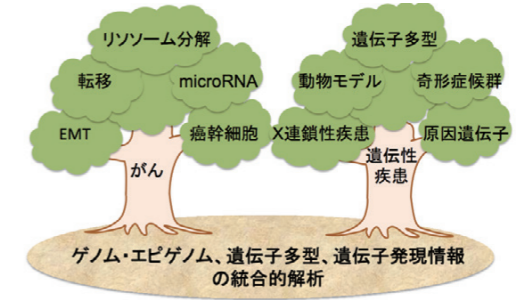 リソソーム分解
転移
microRNA
EMT
癌幹細胞
がん
遺伝子多型
動物モデル
奇形症候群
X連鎖性疾患
原因遺伝子
遺伝性
疾患
ゲノム・エピゲノム、遺伝子多型、遺伝子発現情報
の統合的解析